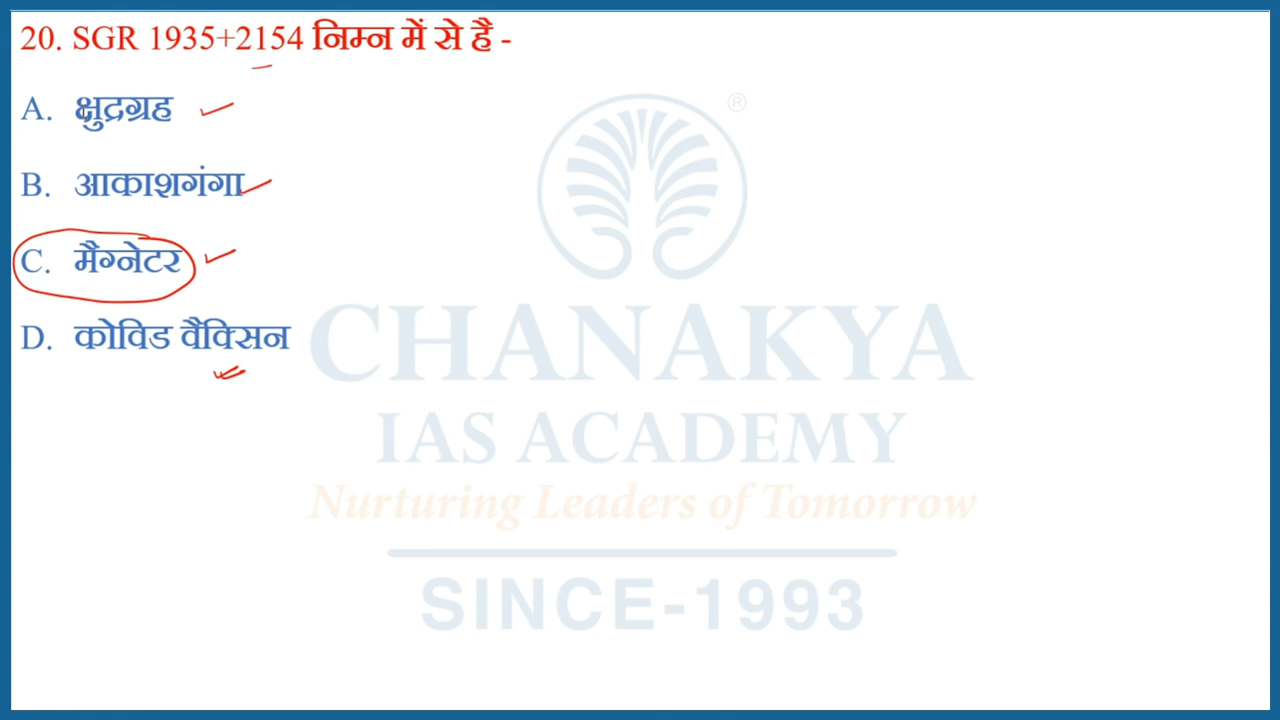 20. SGR 1935+2154 निम्न में से है -
A. क्षुद्रग्रह
B. आकाशगंगा
C. मैग्नेटर
D. कोविड वैक्सिन
®
CHANAKYA
IAS ACADEMY
Nurturing Leaders of Tomorrow
SINCE-1993